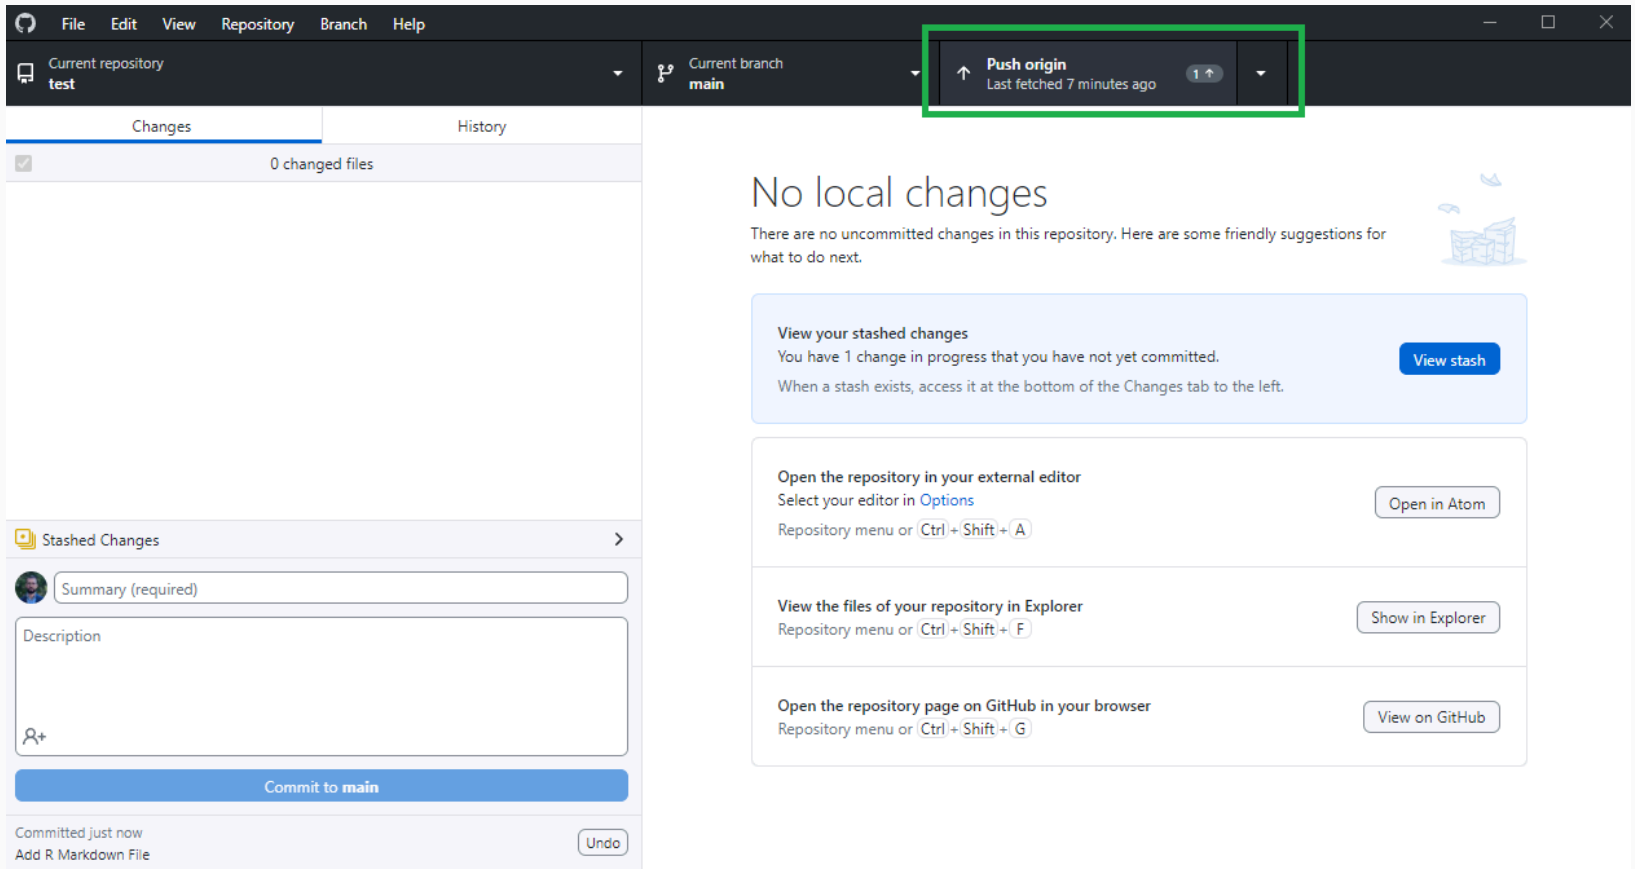 File Edit View Repository Branch Help
Current repository
test
Current branch
main
Push origin
Last fetched 7 minutes ago
1
Changes
History
0 changed files
No local changes
There are no uncommitted changes in this repository. Here are some friendly suggestions for
what to do next.
View your stashed changes
You have 1 change in progress that you have not yet committed.
When a stash exists, access it at the bottom of the Changes tab to the left.
View stash
Open the repository in your external editor
Select your editor in Options
Repository menu or Ctrl + Shift + A
Open in Atom
View the files of your repository in Explorer
Repository menu or Ctrl + Shift + F
Show in Explorer
Open the repository page on GitHub in your browser
Repository menu or Ctrl + Shift + G
View on GitHub
Stashed Changes
Summary (required)
Description
Commit to main
Committed just now
Add R Markdown File
Undo